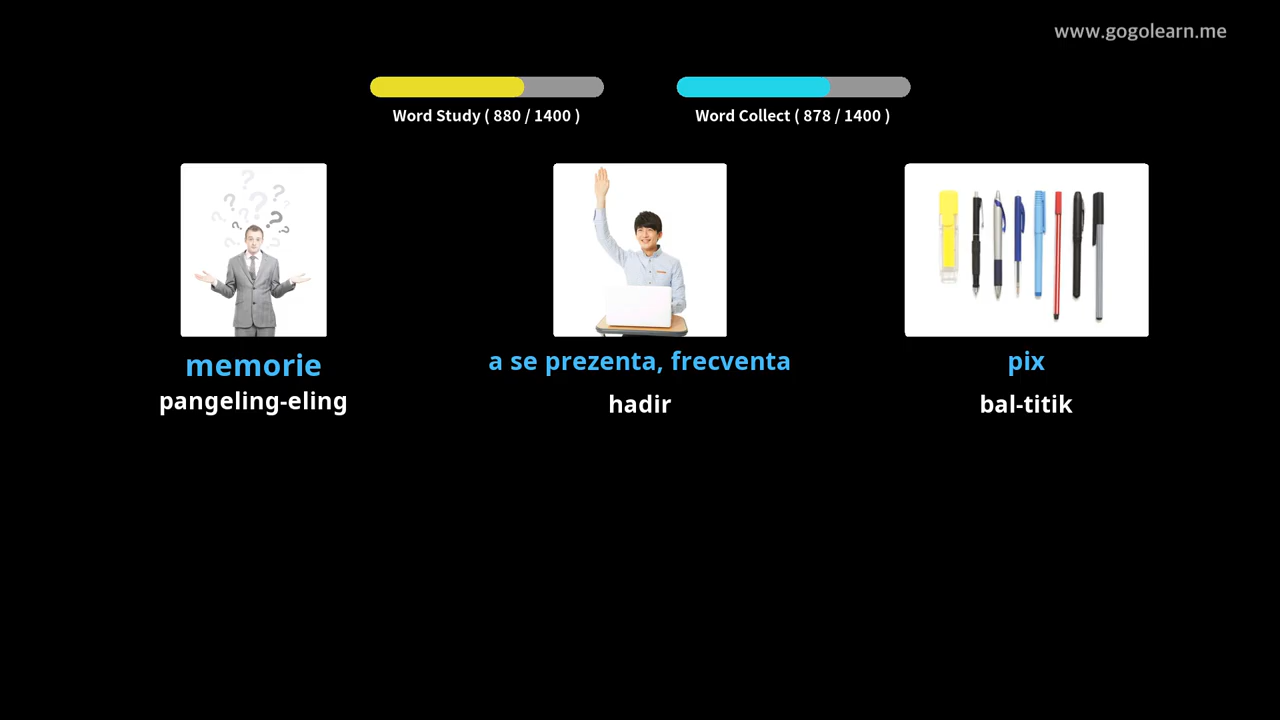 www.gogolearn.me
Word Study ( 880 / 1400 )
Word Collect ( 878 / 1400 )
memorie
pangeling-eling
a se prezenta, frecventa
hadir
pix
bal-titik